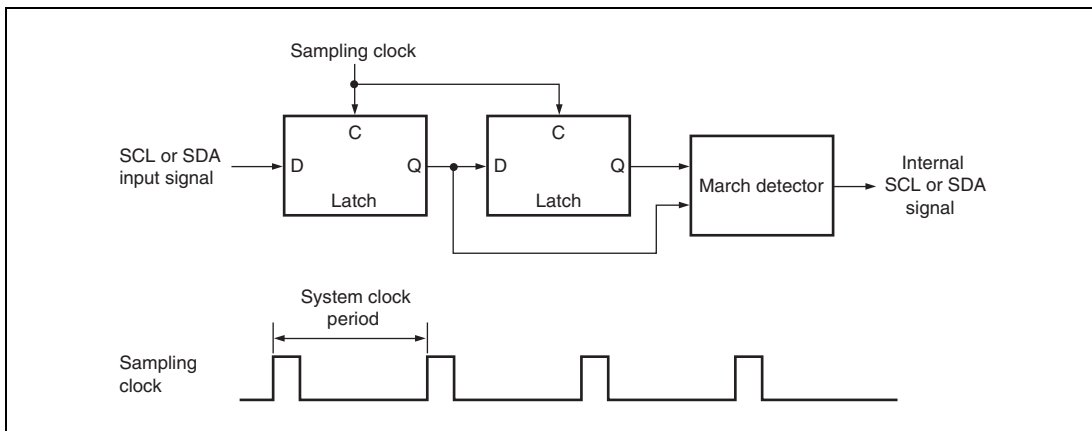 Sampling clock
SCL or SDA
input signal
D
C
Q
Latch
D
C
Q
Latch
March detector
Internal
SCL or SDA
signal
System clock
period
Sampling
clock